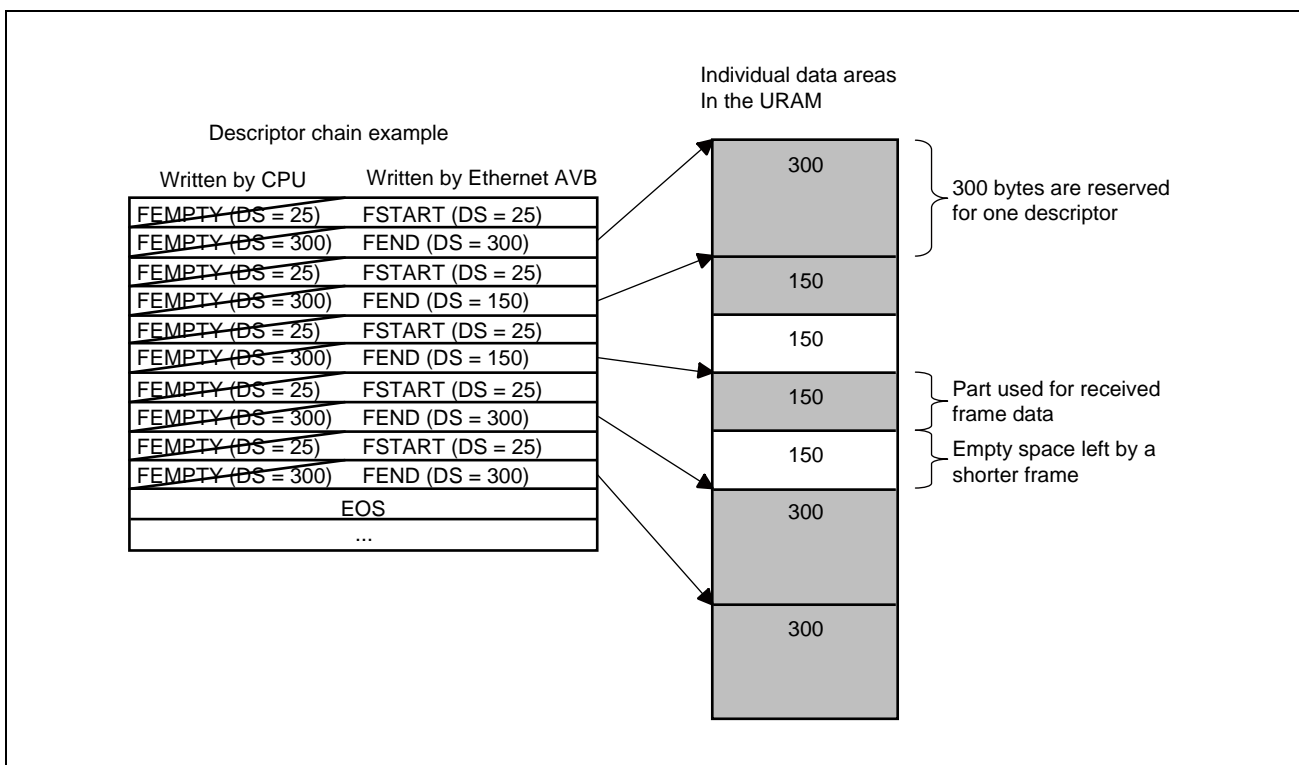 Individual data areas
In the URAM
Descriptor chain example
Written by CPU Written by Ethernet AVB
FEMPTY (DS = 25) FSTART (DS = 25)
FEMPTY (DS = 300) FEND (DS = 300)
FEMPTY (DS = 25) FSTART (DS = 25)
FEMPTY (DS = 300) FEND (DS = 150)
FEMPTY (DS = 25) FSTART (DS = 25)
FEMPTY (DS = 300) FEND (DS = 150)
FEMPTY (DS = 25) FSTART (DS = 25)
FEMPTY (DS = 300) FEND (DS = 300)
FEMPTY (DS = 25) FSTART (DS = 25)
FEMPTY (DS = 300) FEND (DS = 300)
EOS
...
300
150
150
150
150
300
300
300 bytes are reserved
for one descriptor
Part used for received
frame data
Empty space left by a
shorter frame